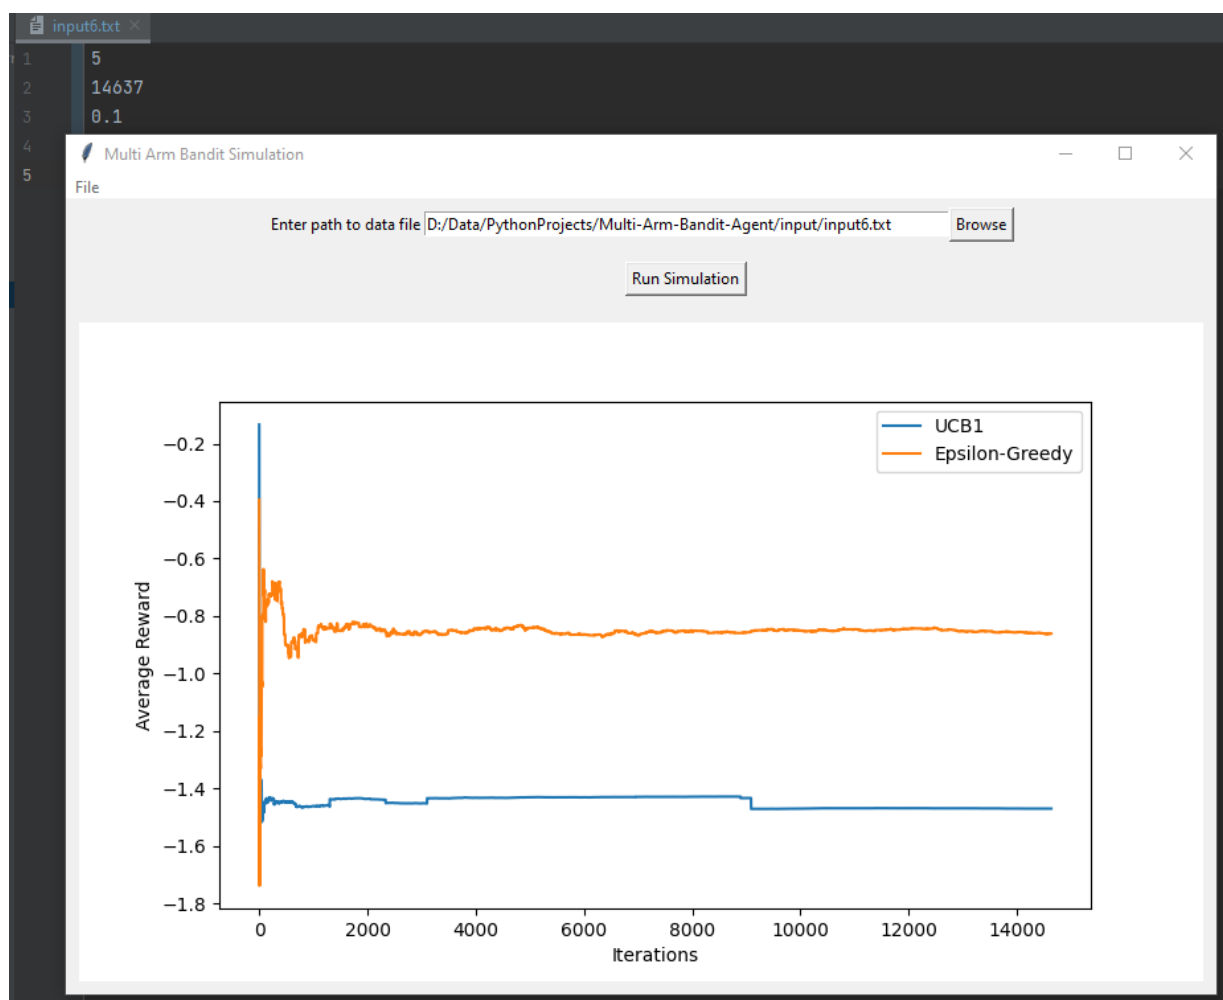 input6.txt
1 5
2 14637
3 0.1
4
5
Multi Arm Bandit Simulation
File
Enter path to data file D:/Data/PythonProjects/Multi-Arm-Bandit-Agent/input/input6.txt Browse
Run Simulation
UCB1
Epsilon-Greedy
−0.2
−0.4
−0.6
−0.8
−1.0
−1.2
−1.4
−1.6
−1.8
Average Reward
0 2000 4000 6000 8000 10000 12000 14000
Iterations